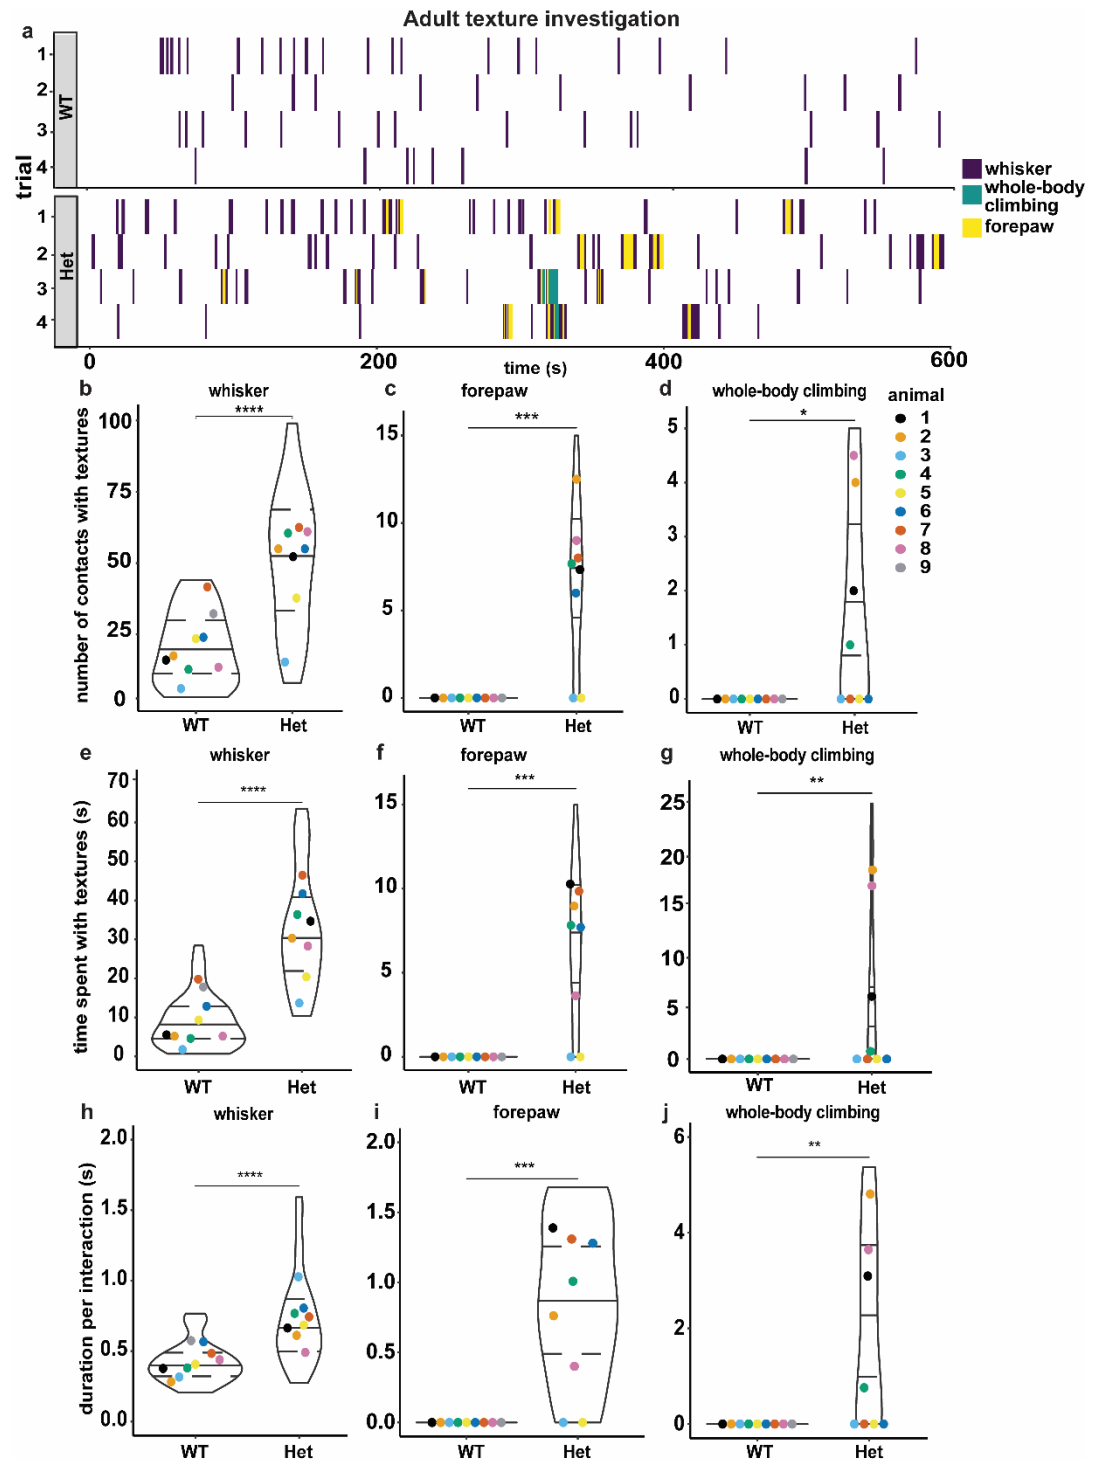 Adult texture investigation
a
1
2
3
4
WT
trial
1
2
3
4
Het
whisker
whole-body
climbing
forepaw
0
200
400
600
time (s)
b
whisker
****
number of contacts with textures
100
75
50
25
0
WT
Het
c
forepaw
***
15
10
5
0
WT
Het
d
whole-body climbing
*
5
4
3
2
1
0
WT
Het
animal
1
2
3
4
5
6
7
8
9
e
whisker
****
time spent with textures (s)
70
60
50
40
30
20
10
0
WT
Het
f
forepaw
***
15
10
5
0
WT
Het
g
whole-body climbing
**
25
20
15
10
5
0
WT
Het
h
whisker
****
duration per interaction (s)
2.0
1.5
1.0
0.5
0.0
WT
Het
i
forepaw
***
2.0
1.5
1.0
0.5
0.0
WT
Het
j
whole-body climbing
**
6
4
2
0
WT
Het